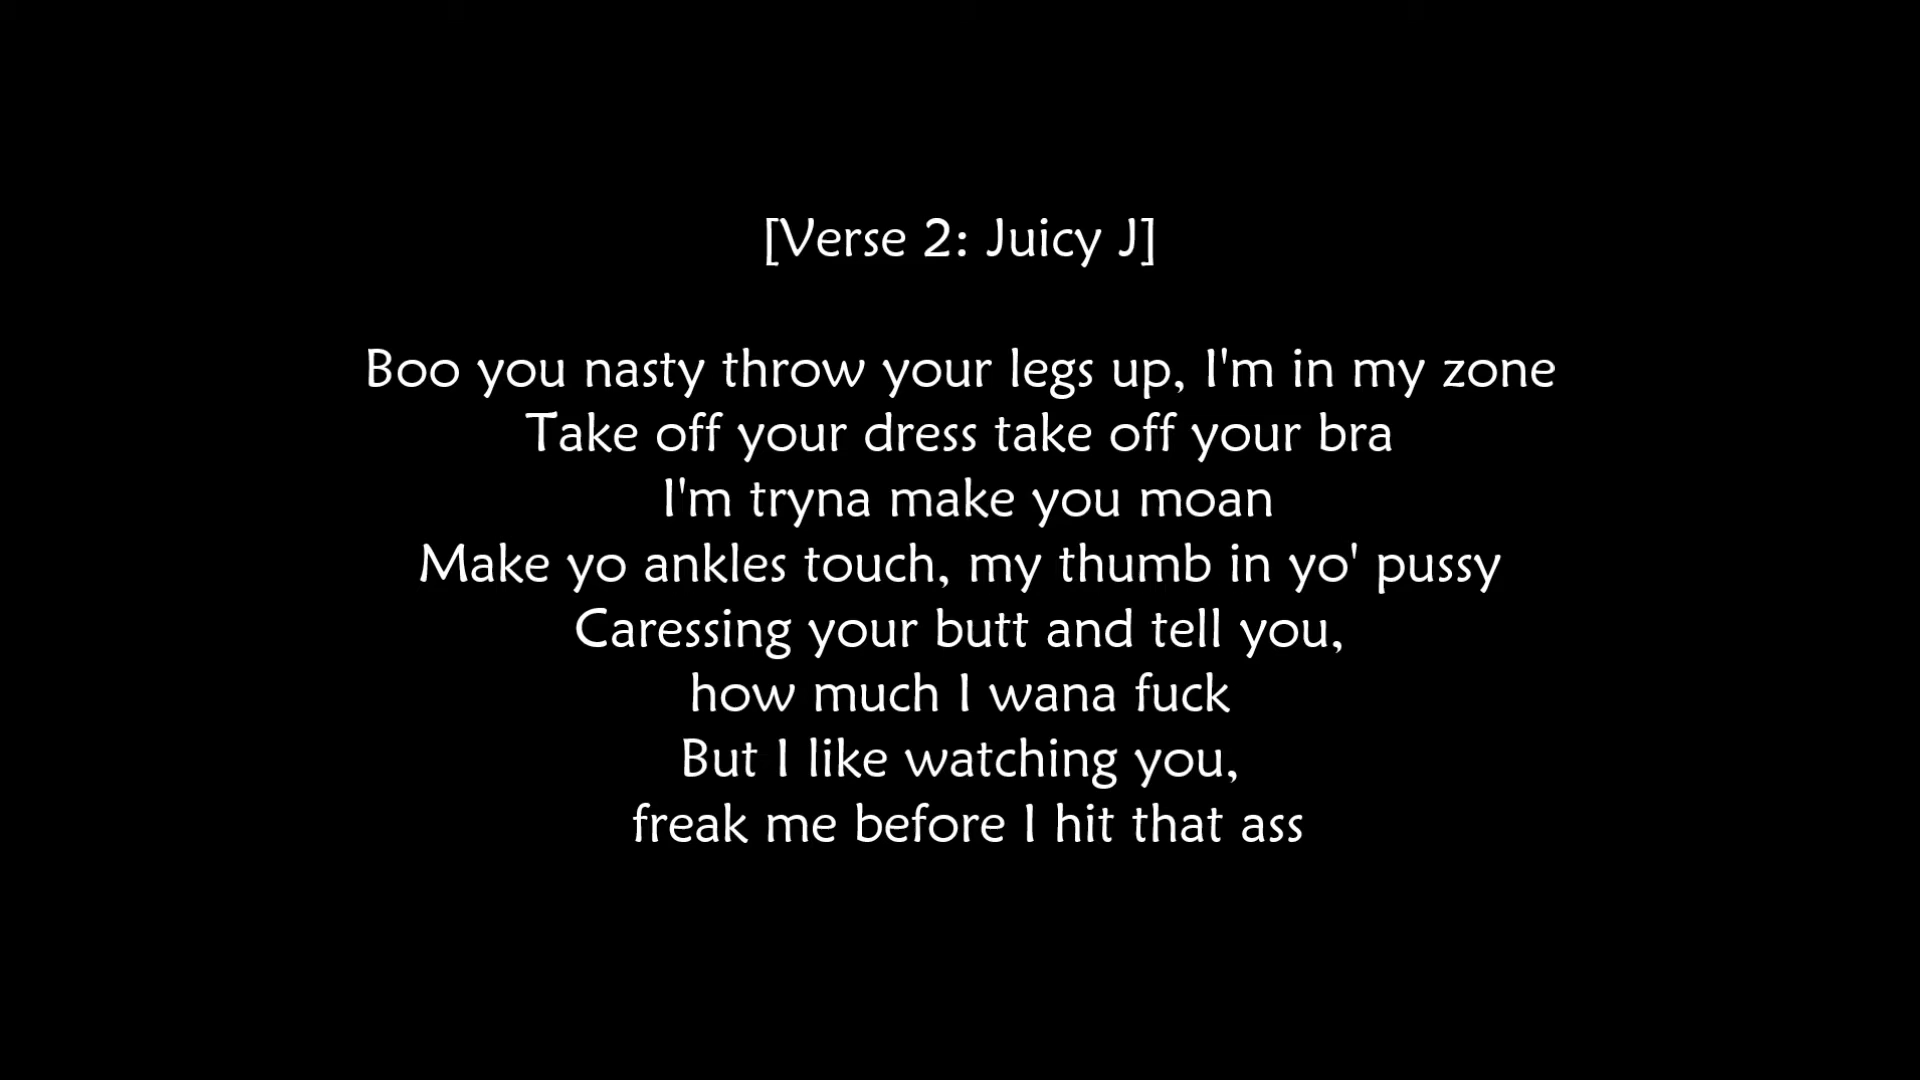 [Verse 2: Juicy J]
Boo you nasty throw your legs up, I'm in my zone
Take off your dress take off your bra
I'm tryna make you moan
Make yo ankles touch, my thumb in yo' pussy
Caressing your butt and tell you,
how much I wana fuck
But I like watching you,
freak me before I hit that ass